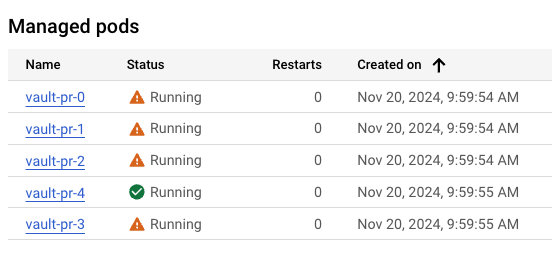 Managed pods
Name Status Restarts Created on
vault-pr-0 Running 0 Nov 20, 2024, 9:59:54 AM
vault-pr-1 Running 0 Nov 20, 2024, 9:59:54 AM
vault-pr-2 Running 0 Nov 20, 2024, 9:59:54 AM
vault-pr-4 Running 0 Nov 20, 2024, 9:59:55 AM
vault-pr-3 Running 0 Nov 20, 2024, 9:59:55 AM